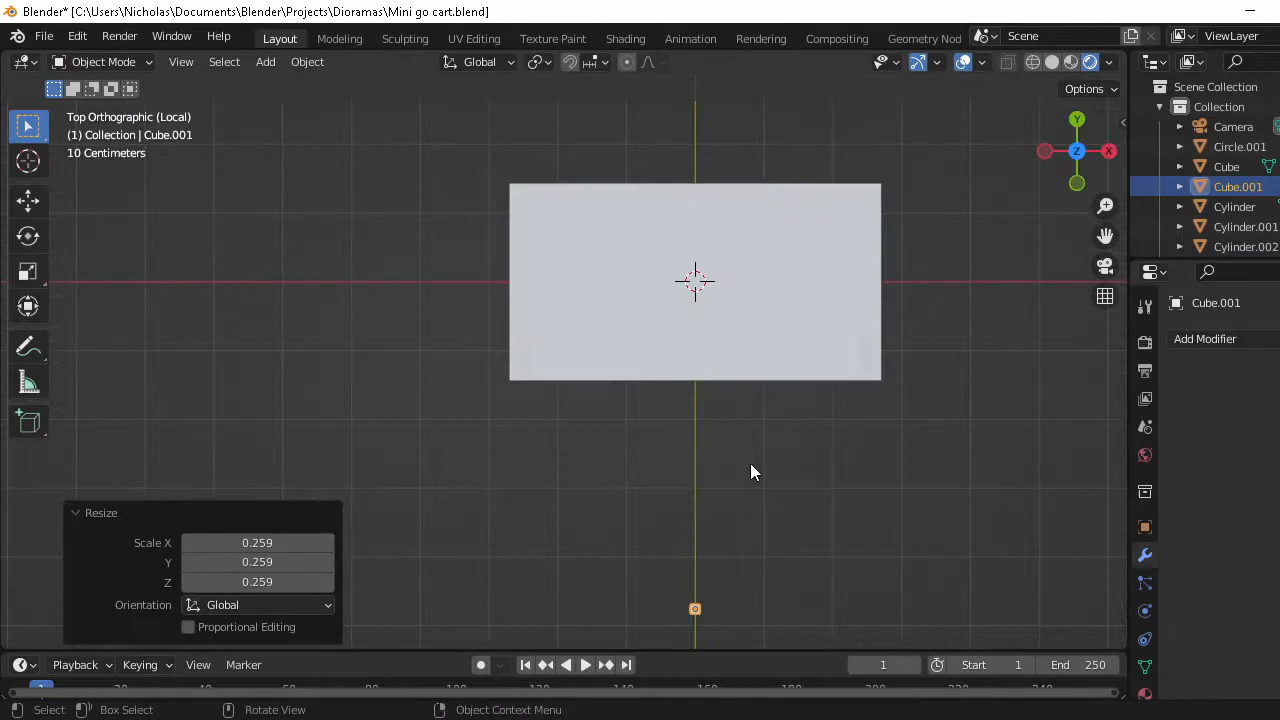 Blender* [C:\Users\Nicholas\Documents\Blender\Projects\Dioramas\Mini go cart.blend]
File Edit Render Window Help Layout Modeling Sculpting UV Editing Texture Paint Shading Animation Rendering Compositing Geometry Nod Scene ViewLayer
Object Mode View Select Add Object Global
Options
Top Orthographic (Local)
(1) Collection | Cube.001
10 Centimeters
Y
Z
X
Scene Collection
Collection
Camera
Circle.001
Cube
Cube.001
Cylinder
Cylinder.001
Cylinder.002
Cube.001
Add Modifier
Resize
Scale X 0.259
Y 0.259
Z 0.259
Orientation Global
Proportional Editing
Playback Keying View Marker 1 Start 1 End 250
1
Select Box Select Rotate View Object Context Menu